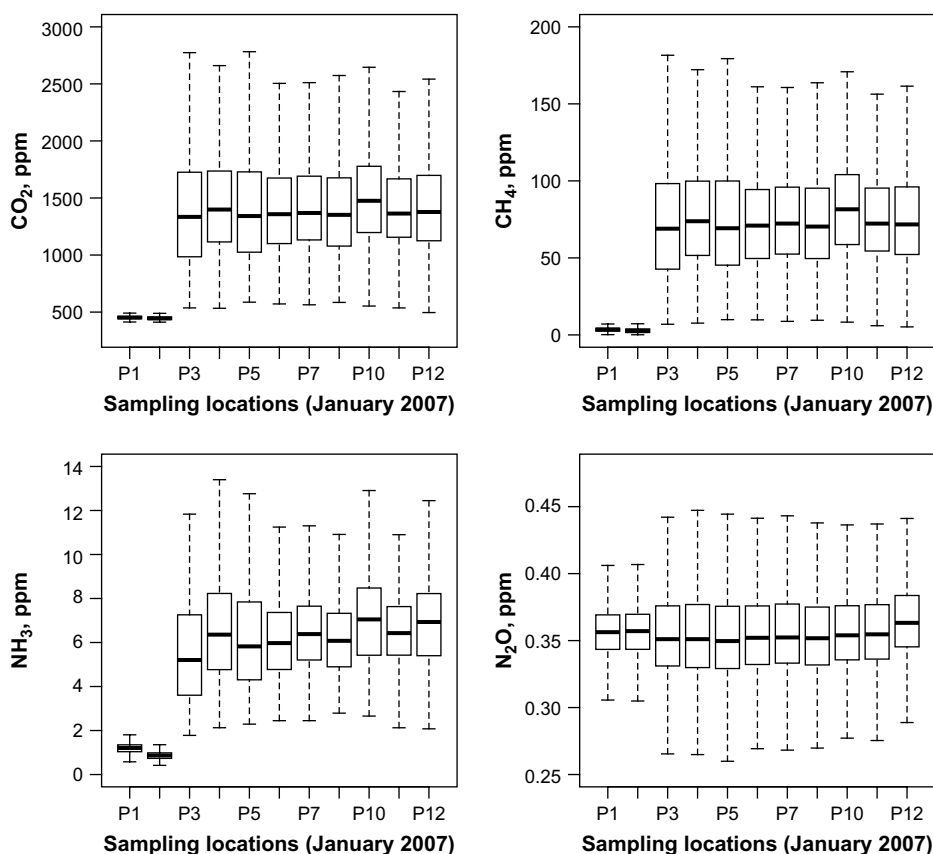 CO2, ppm
3000
2500
2000
1500
1000
500
P1 P3 P5 P7 P10 P12
Sampling locations (January 2007)
CH4, ppm
200
150
100
50
0
P1 P3 P5 P7 P10 P12
Sampling locations (January 2007)
NH3, ppm
14
12
10
8
6
4
2
0
P1 P3 P5 P7 P10 P12
Sampling locations (January 2007)
N2O, ppm
0.45
0.40
0.35
0.30
0.25
P1 P3 P5 P7 P10 P12
Sampling locations (January 2007)